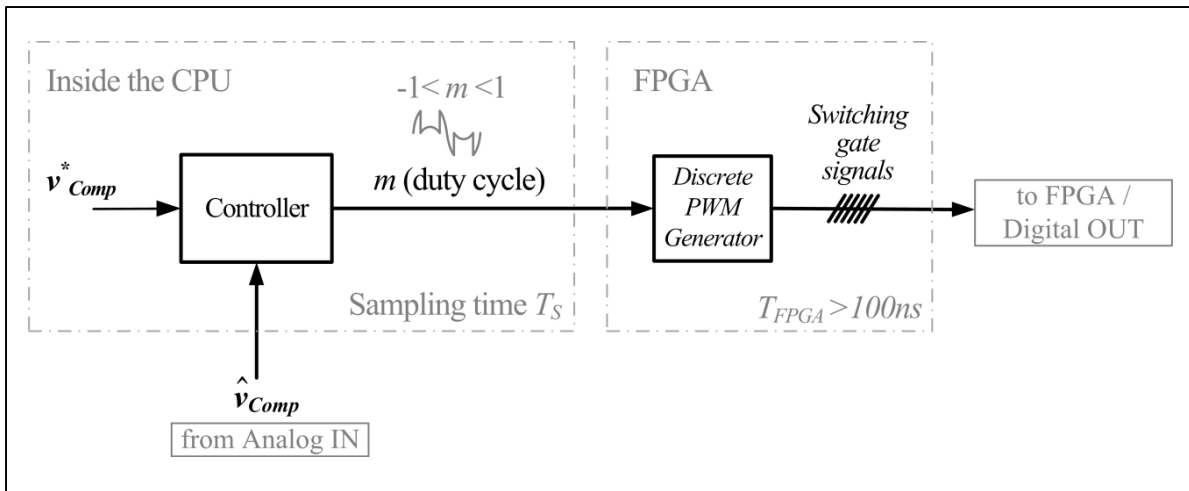 Inside the CPU
-1< m <1
m (duty cycle)
v*Comp
Controller
Sampling time TS
v̂Comp
from Analog IN
FPGA
Switching
gate
signals
Discrete
PWM
Generator
TFPGA >100ns
to FPGA /
Digital OUT